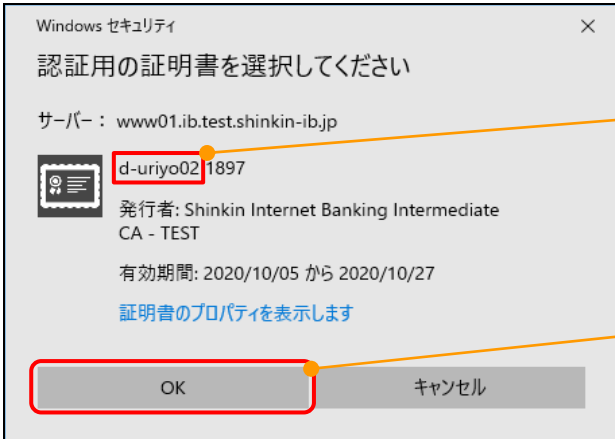 Windows セキュリティ
認証用の証明書を選択してください
サーバー： www01.ib.test.shinkin-ib.jp
d-uriyo02 1897
発行者: Shinkin Internet Banking Intermediate
CA - TEST
有効期間: 2020/10/05 から 2020/10/27
証明書のプロパティを表示します
OK
キャンセル